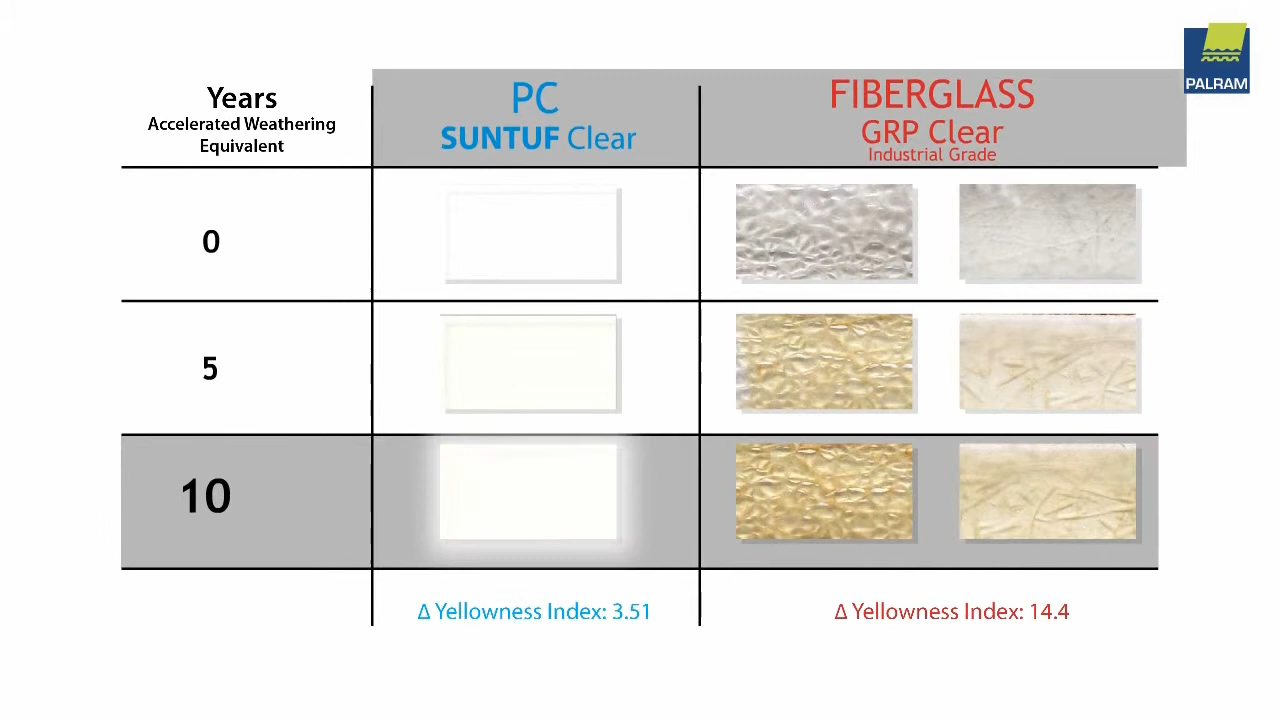 PALRAM
Years
Accelerated Weathering
Equivalent
PC
SUNTUF Clear
FIBERGLASS
GRP Clear
Industrial Grade
0
5
10
Δ Yellowness Index: 3.51
Δ Yellowness Index: 14.4